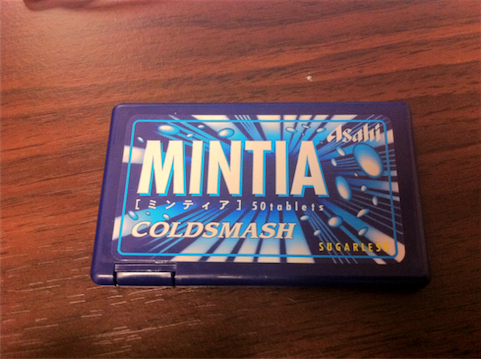 Asahi
MINTIA
[ミンティア] 50tablets
COLDSMASH
SUGARLESS